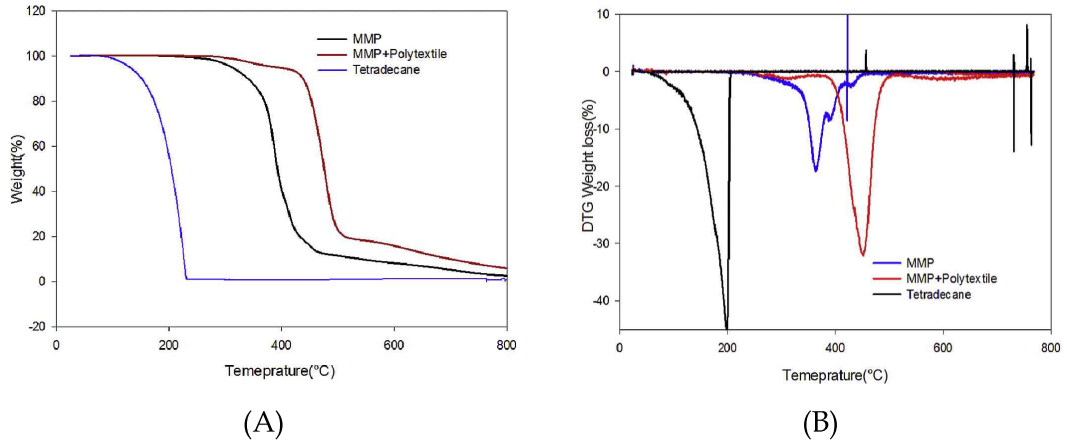 120
100
80
60
40
20
0
-20
Weight(%)
MMP
MMP+Polytextile
Tetradecane
0 200 400 600 800
Temeprature(°C)
(A)
10
0
-10
-20
-30
-40
DTG Weight loss(%)
MMP
MMP+Polytextile
Tetradecane
0 200 400 600 800
Temeprature(°C)
(B)